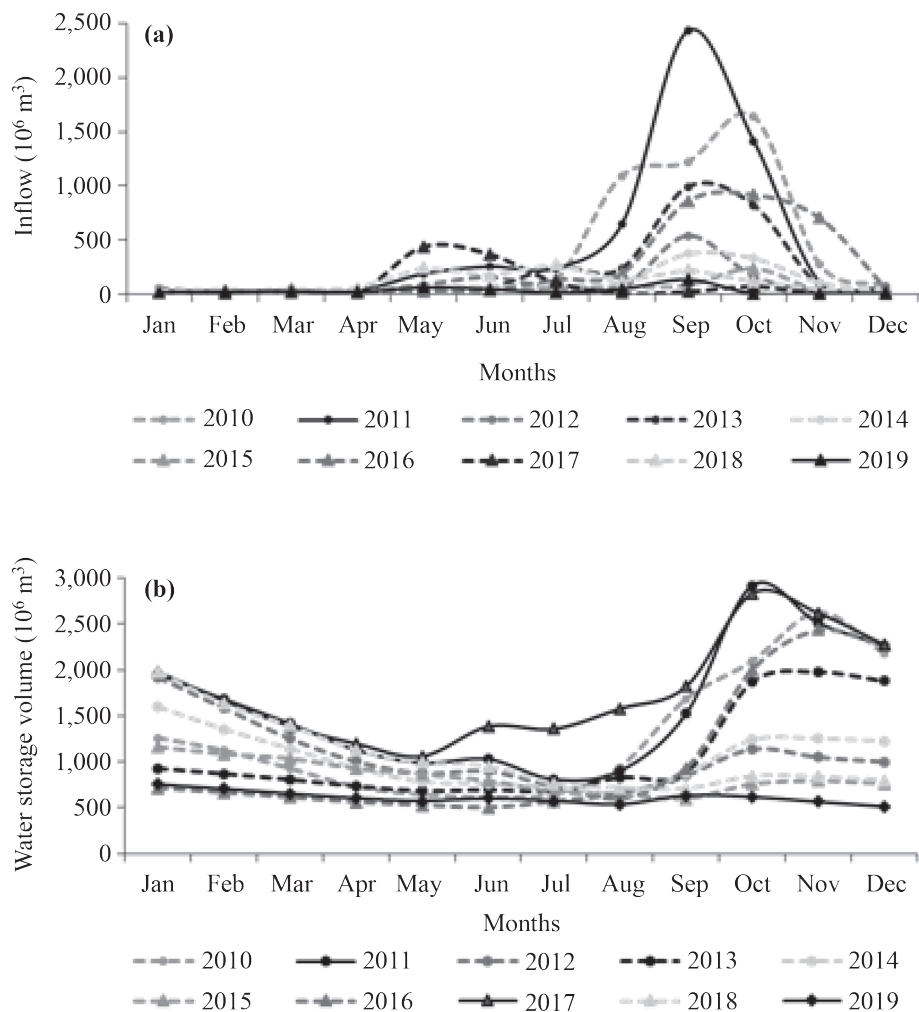 (a)
Inflow (10⁶ m³)
2,500
2,000
1,500
1,000
500
0
Jan Feb Mar Apr May Jun Jul Aug Sep Oct Nov Dec
Months
2010 2011 2012 2013 2014
2015 2016 2017 2018 2019
(b)
Water storage volume (10⁶ m³)
3,000
2,500
2,000
1,500
1,000
500
0
Jan Feb Mar Apr May Jun Jul Aug Sep Oct Nov Dec
Months
2010 2011 2012 2013 2014
2015 2016 2017 2018 2019